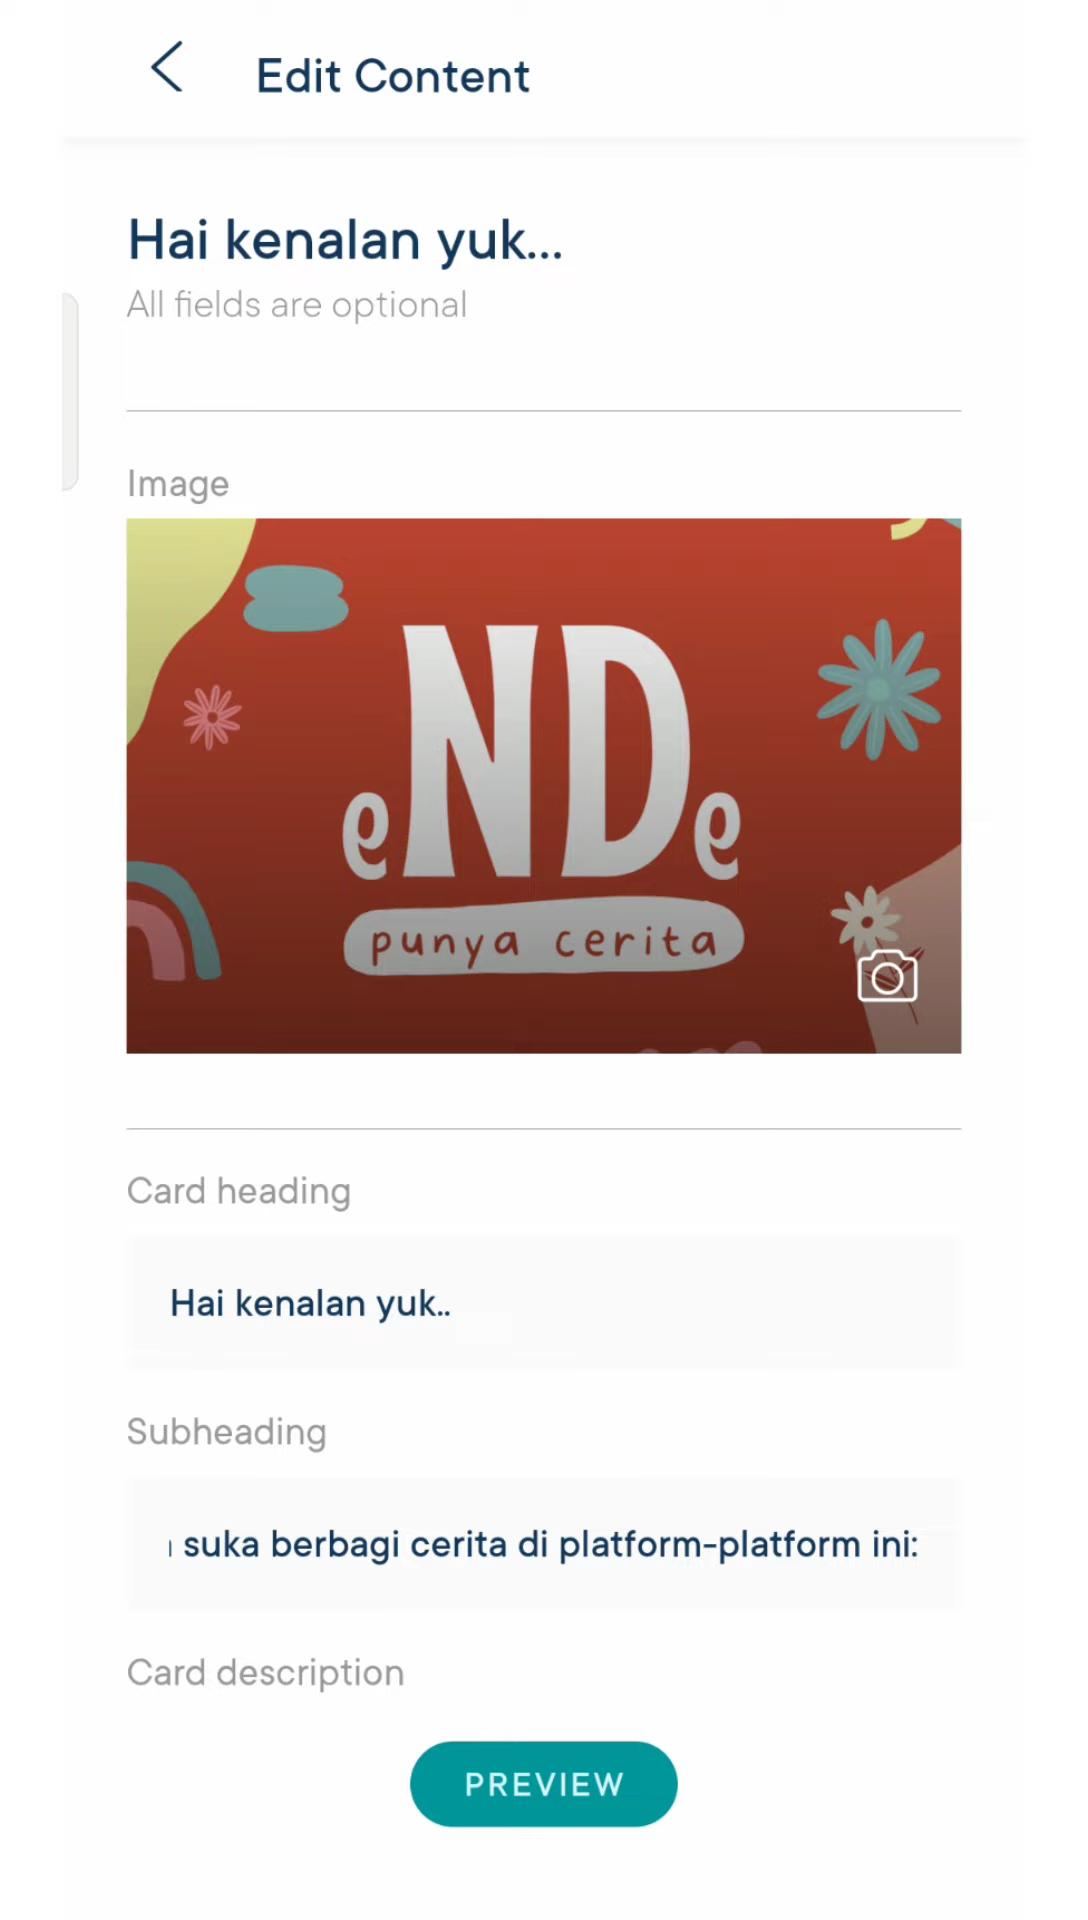 Edit Content
Hai kenalan yuk...
All fields are optional
Image
eNDe
punya cerita
Card heading
Hai kenalan yuk..
Subheading
suka berbagi cerita di platform-platform ini:
Card description
PREVIEW